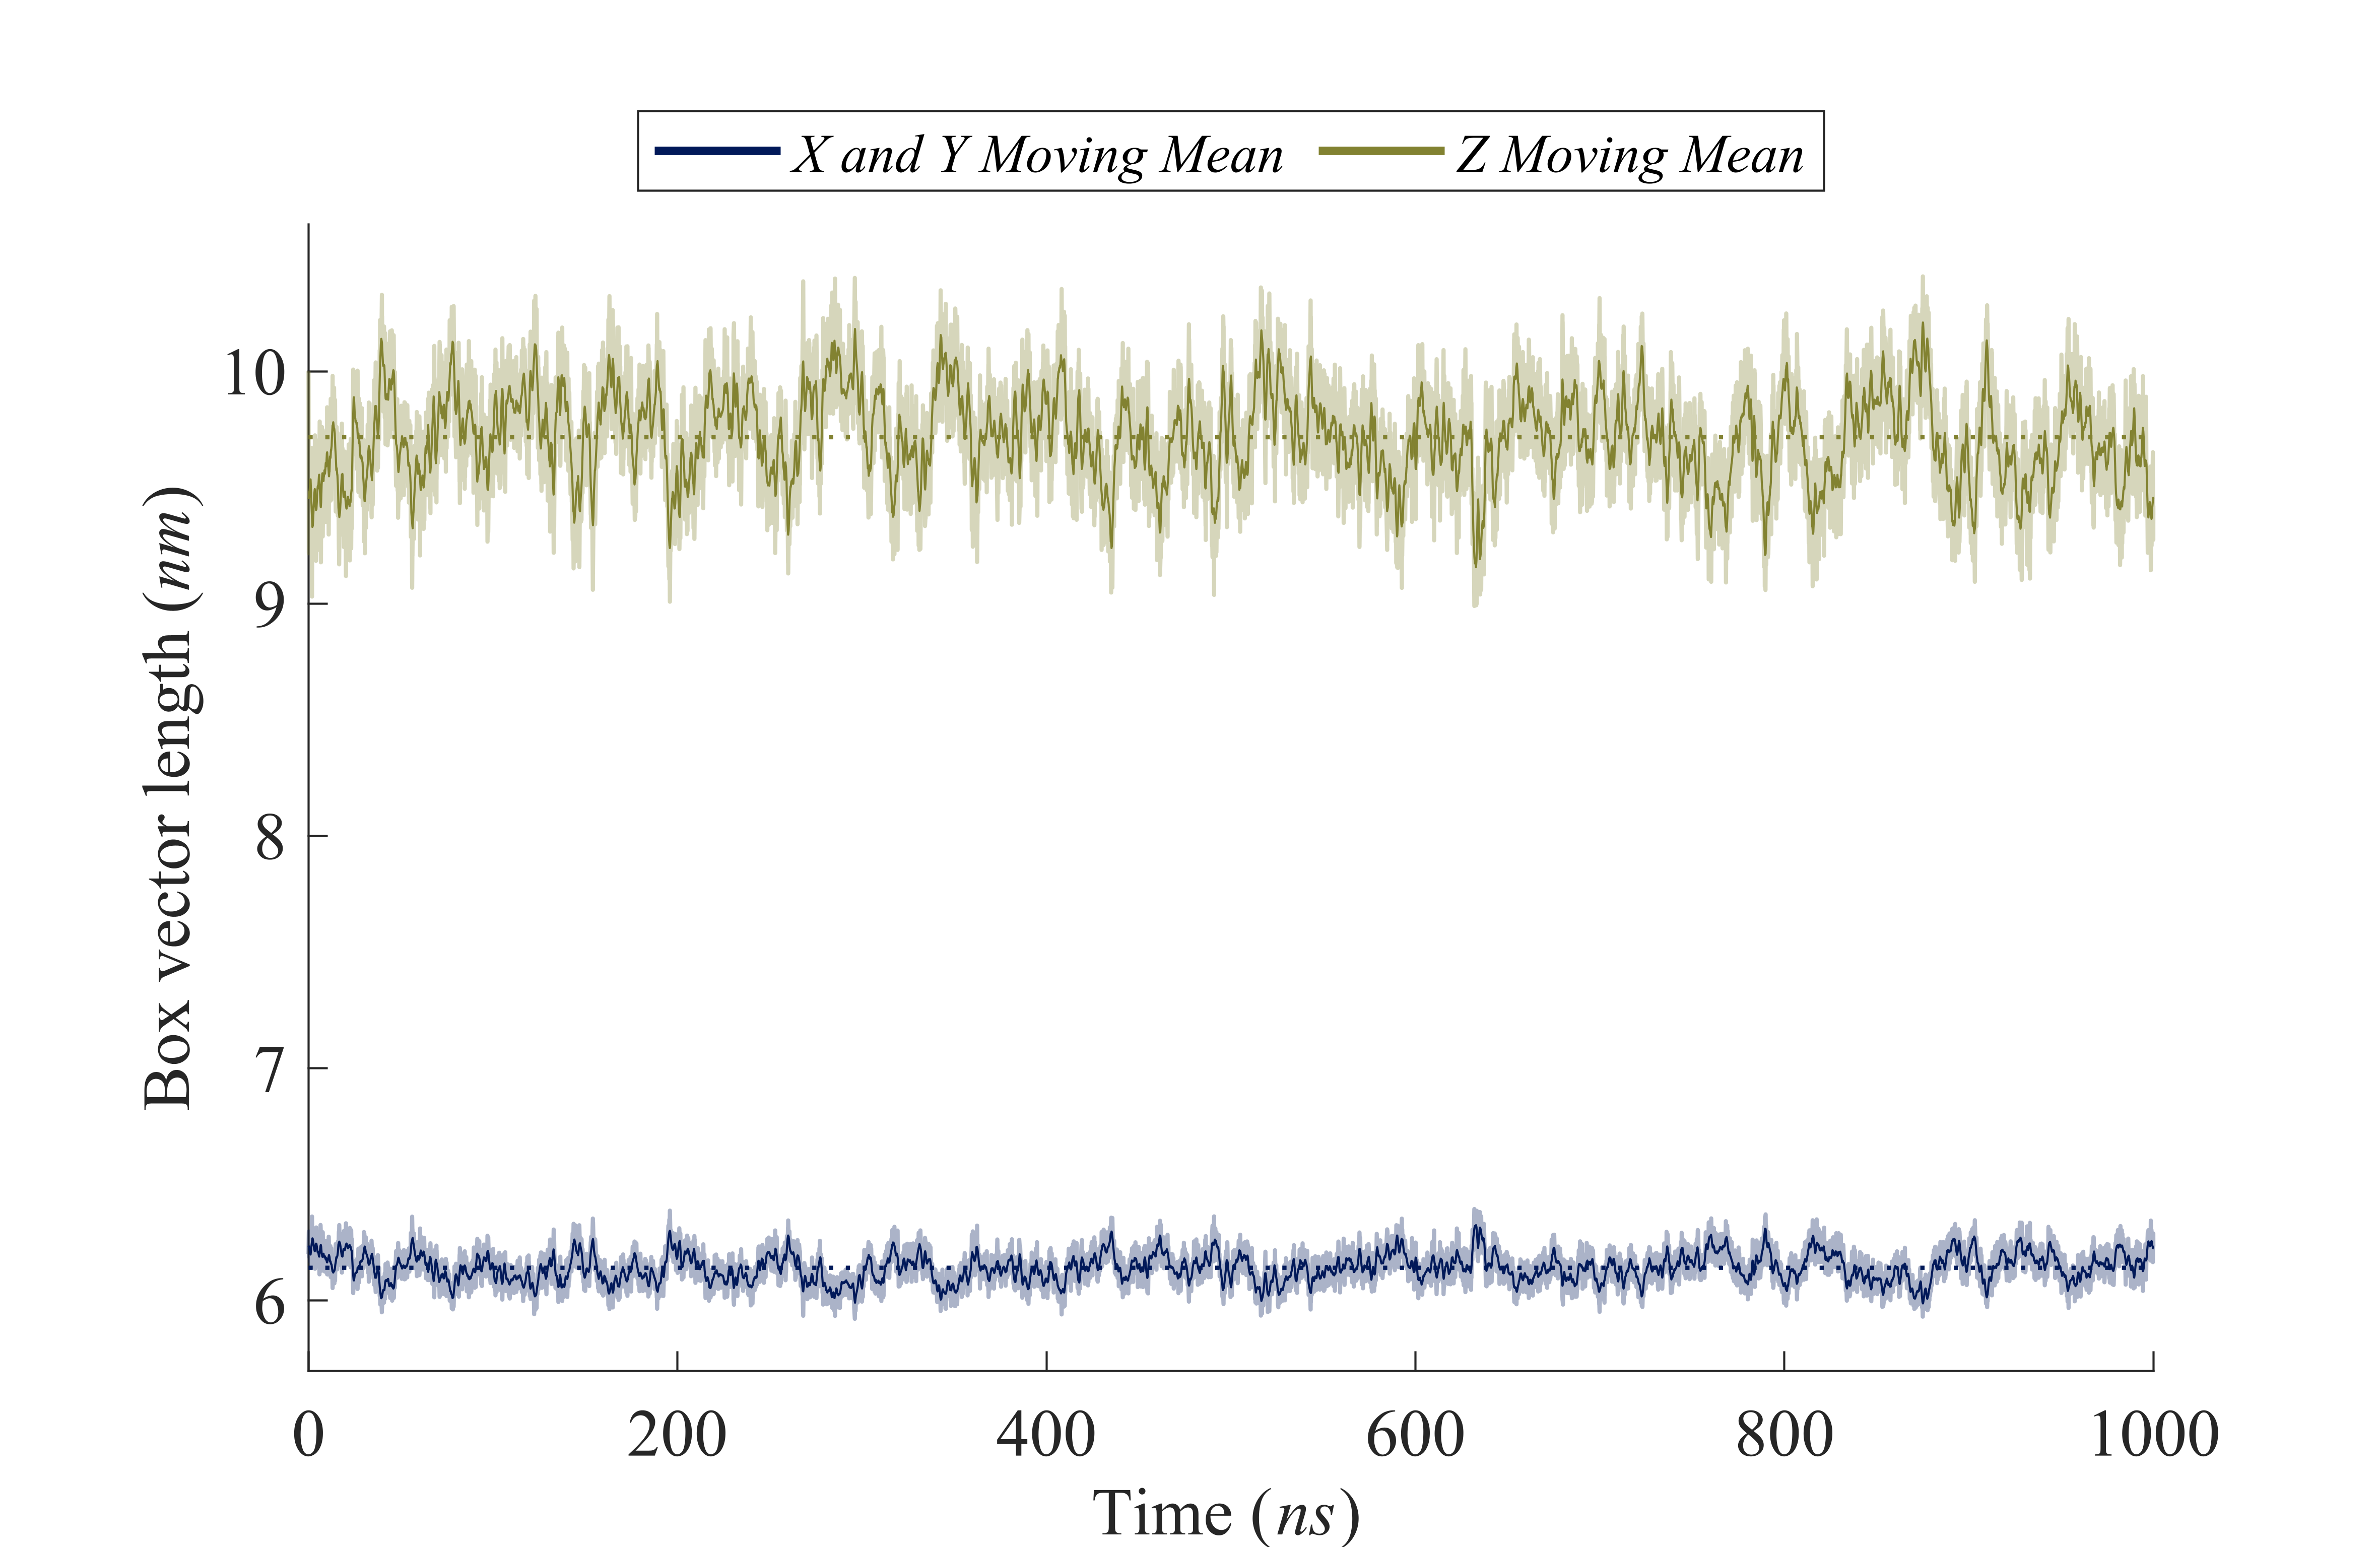 X and Y Moving Mean Z Moving Mean
Box vector length (nm)
10
9
8
7
6
0 200 400 600 800 1000
Time (ns)